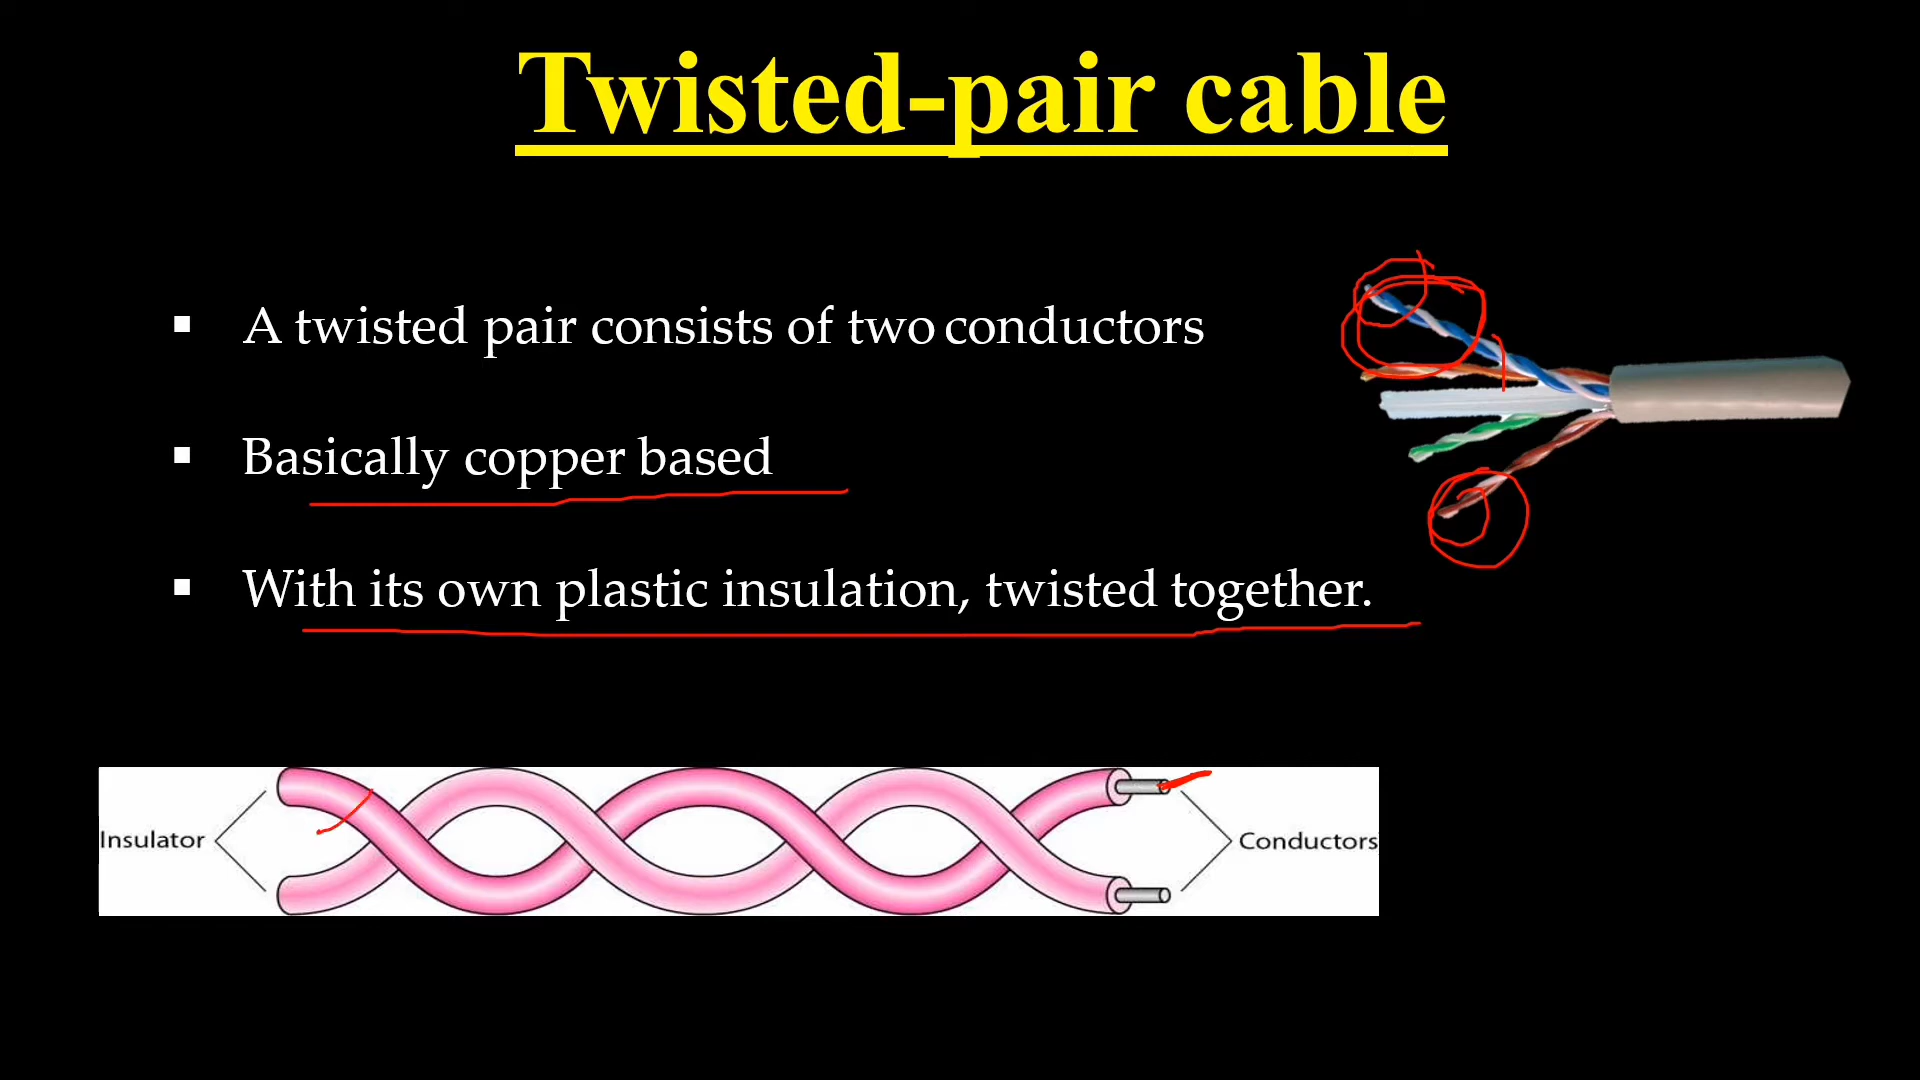 Twisted-pair cable
▪ A twisted pair consists of two conductors
▪ Basically copper based
▪ With its own plastic insulation, twisted together.
Insulator
Conductors